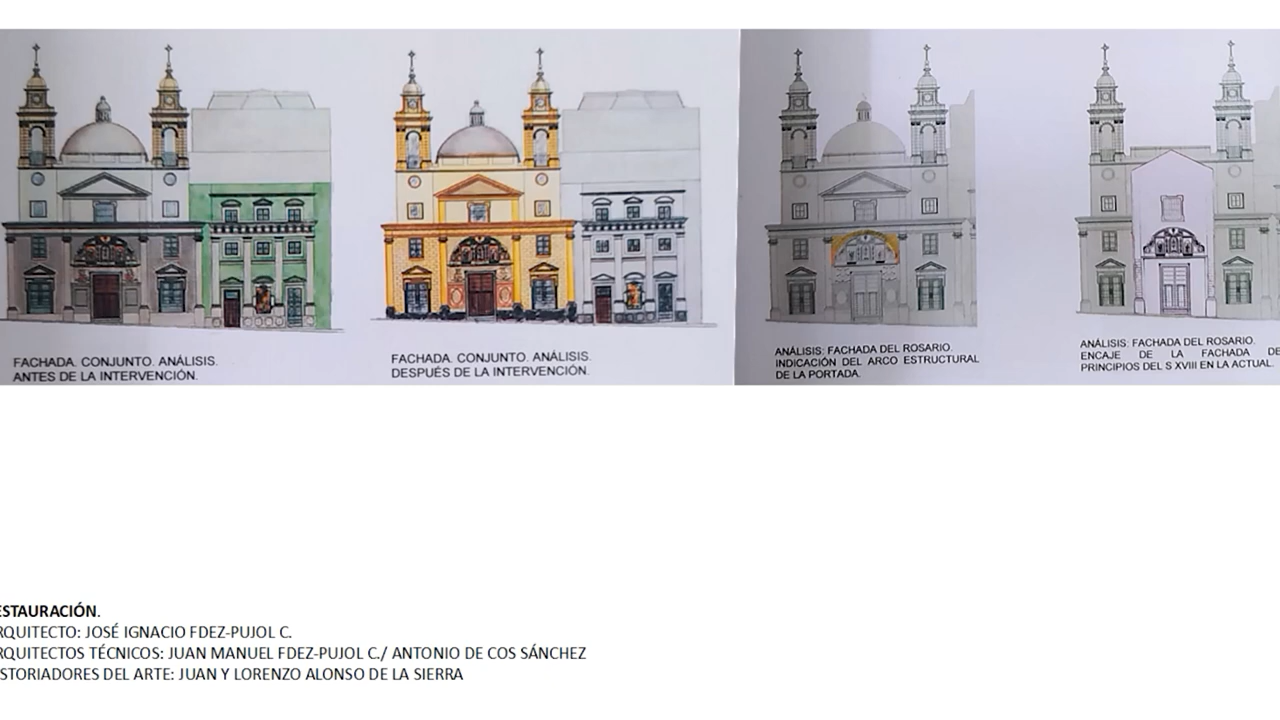 FACHADA. CONJUNTO. ANÁLISIS.
ANTES DE LA INTERVENCIÓN.
FACHADA. CONJUNTO. ANÁLISIS.
DESPUÉS DE LA INTERVENCIÓN.
ANÁLISIS: FACHADA DEL ROSARIO.
INDICACIÓN DEL ARCO ESTRUCTURAL
DE LA PORTADA.
ANÁLISIS: FACHADA DEL ROSARIO.
ENCAJE DE LA FACHADA DE
PRINCIPIOS DEL S XVIII EN LA ACTUAL.
ESTAURACIÓN.
RQUITECTO: JOSÉ IGNACIO FDEZ-PUJOL C.
RQUITECTOS TÉCNICOS: JUAN MANUEL FDEZ-PUJOL C./ ANTONIO DE COS SÁNCHEZ
STORIADORES DEL ARTE: JUAN Y LORENZO ALONSO DE LA SIERRA